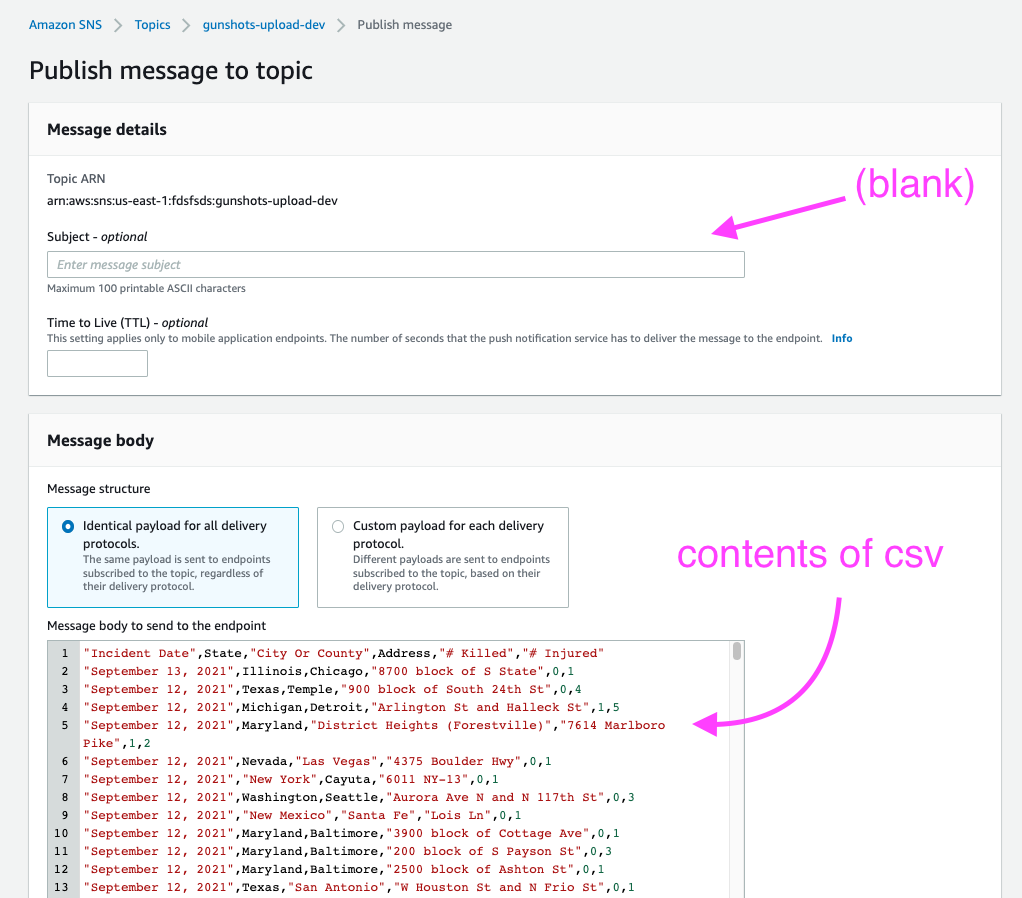 Amazon SNS > Topics > gunshots-upload-dev > Publish message
Publish message to topic
Message details
Topic ARN
arn:aws:sns:us-east-1:fdsfsds:gunshots-upload-dev
(blank)
Subject - optional
Enter message subject
Maximum 100 printable ASCII characters
Time to Live (TTL) - optional
This setting applies only to mobile application endpoints. The number of seconds that the push notification service has to deliver the message to the endpoint. Info
Message body
Message structure
Identical payload for all delivery
protocols.
The same payload is sent to endpoints
subscribed to the topic, regardless of
their delivery protocol.
Custom payload for each delivery
protocol.
Different payloads are sent to endpoints
subscribed to the topic, based on their
delivery protocol.
contents of csv
Message body to send to the endpoint
1 "Incident Date",State,"City Or County",Address,"# Killed","# Injured"
2 "September 13, 2021",Illinois,Chicago,"8700 block of S State",0,1
3 "September 12, 2021",Texas,Temple,"900 block of South 24th St",0,4
4 "September 12, 2021",Michigan,Detroit,"Arlington St and Halleck St",1,5
5 "September 12, 2021",Maryland,"District Heights (Forestville)","7614 Marlboro
Pike",1,2
6 "September 12, 2021",Nevada,"Las Vegas","4375 Boulder Hwy",0,1
7 "September 12, 2021","New York",Cayuta,"6011 NY-13",0,1
8 "September 12, 2021",Washington,Seattle,"Aurora Ave N and N 117th St",0,3
9 "September 12, 2021","New Mexico","Santa Fe","Lois Ln",0,1
10 "September 12, 2021",Maryland,Baltimore,"3900 block of Cottage Ave",0,1
11 "September 12, 2021",Maryland,Baltimore,"200 block of S Payson St",0,3
12 "September 12, 2021",Maryland,Baltimore,"2500 block of Ashton St",0,1
13 "September 12, 2021",Texas,"San Antonio","W Houston St and N Frio St",0,1